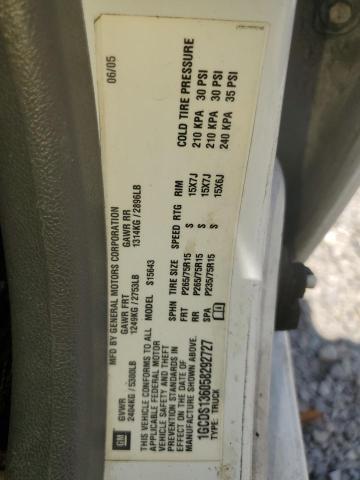 MFD BY GENERAL MOTORS CORPORATION 06/05
GVWR GAWR FRT GAWR RR
2404KG / 5300LB 1249KG / 2753LB 1314KG / 2896LB
THIS VEHICLE CONFORMS TO ALL
APPLICABLE FEDERAL MOTOR
VEHICLE SAFETY AND THEFT
PREVENTION STANDARDS IN
EFFECT ON THE DATE OF
MANUFACTURE SHOWN ABOVE.
1GCDS136058292727
TYPE: TRUCK
MODEL S15643
SPHN TIRE SIZE SPEED RTG RIM COLD TIRE PRESSURE
FRT P265/75R15 S 15X7J 210 KPA 30 PSI
RR P265/75R15 S 15X7J 210 KPA 30 PSI
SPA P235/75R15 S 15X6J 240 KPA 35 PSI
GM